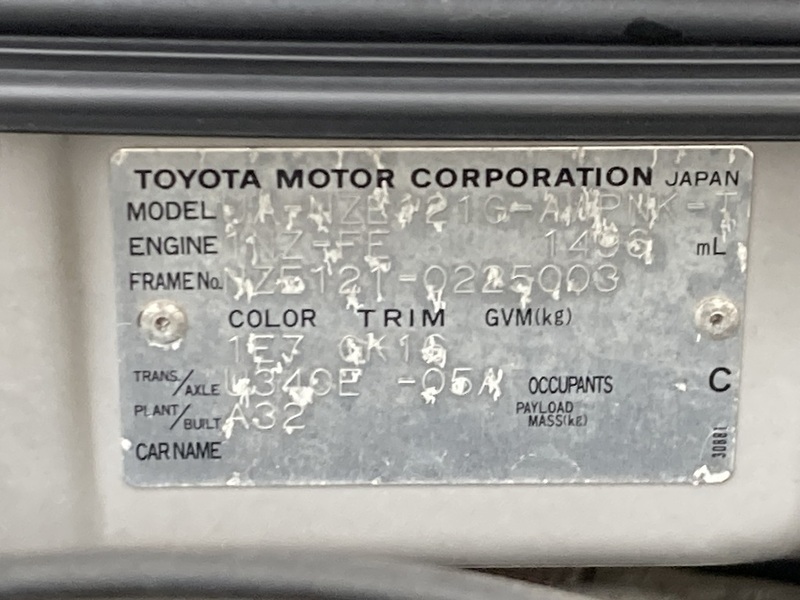 TOYOTA MOTOR CORPORATION JAPAN
MODEL
ENGINE 1NZ-FE 1496 mL
FRAME No. NZE121-0225003
COLOR TRIM GVM(kg)
1E7
TRANS./AXLE U340E -05A OCCUPANTS C
PLANT/BUILT A32 PAYLOAD MASS(kg)
30881
CAR NAME